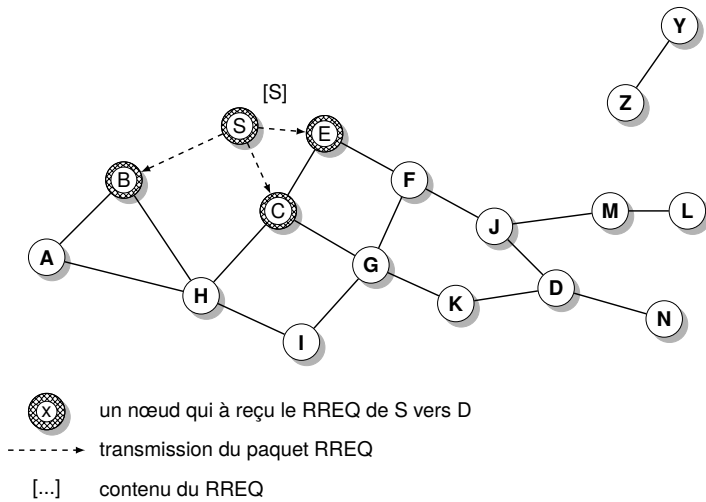 Y
Z
[S]
S
E
B
F
C
M
L
J
A
G
H
D
K
N
I
x
un nœud qui à reçu le RREQ de S vers D
transmission du paquet RREQ
[...]
contenu du RREQ